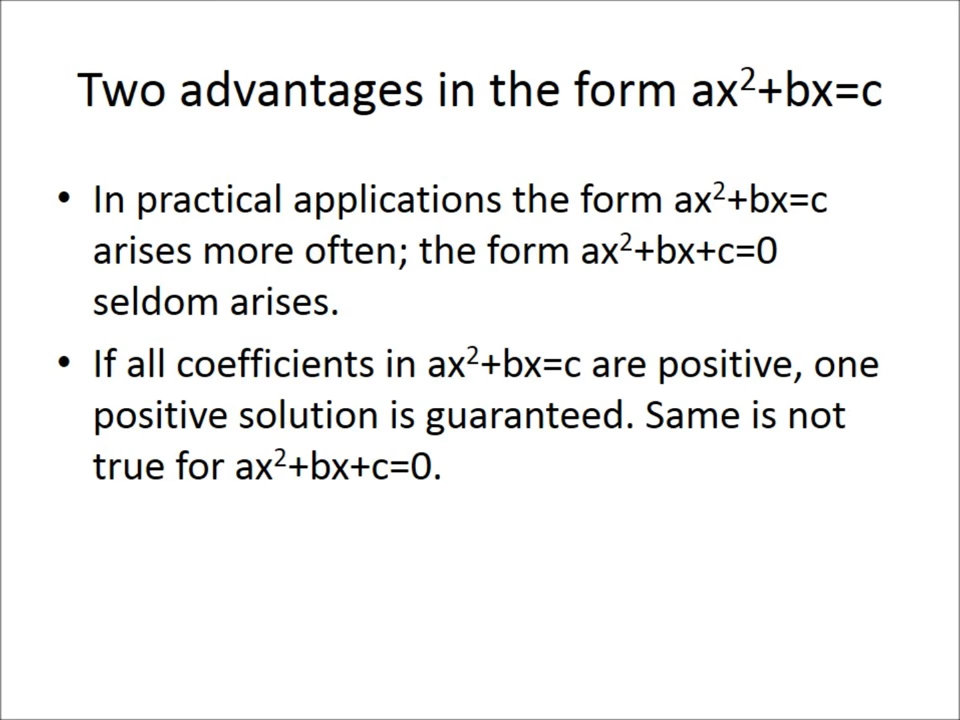 Two advantages in the form ax²+bx=c
• In practical applications the form ax²+bx=c
arises more often; the form ax²+bx+c=0
seldom arises.
• If all coefficients in ax²+bx=c are positive, one
positive solution is guaranteed. Same is not
true for ax²+bx+c=0.